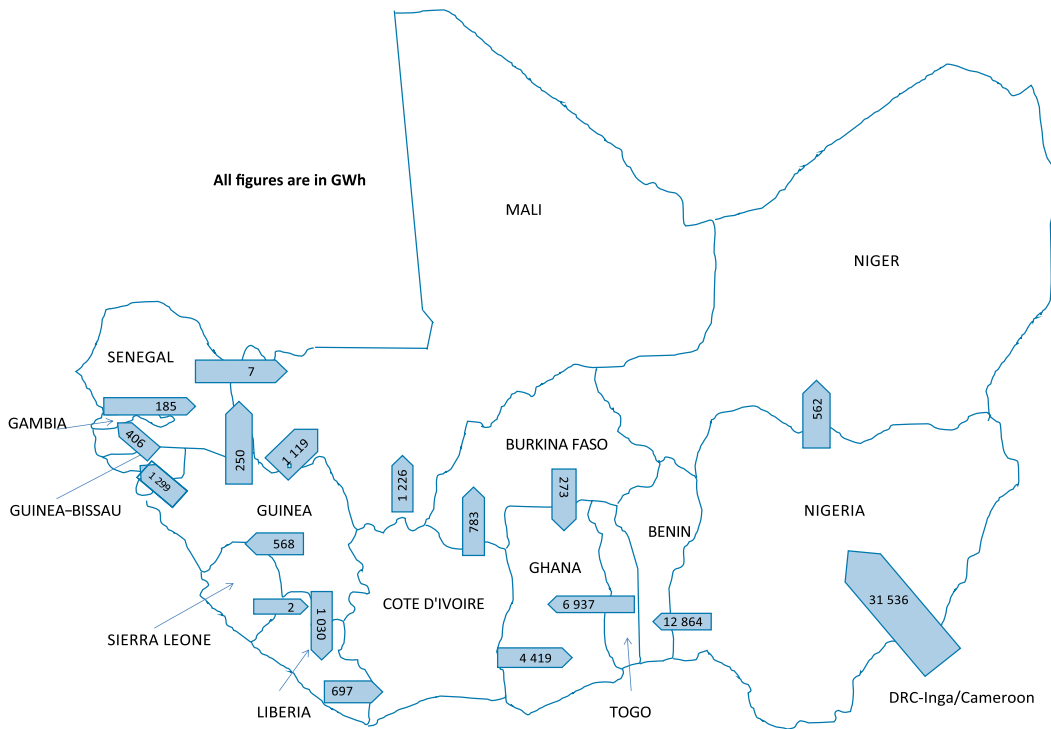 All figures are in GWh
MALI
NIGER
SENEGAL
7
185
GAMBIA
562
406
BURKINA FASO
250
1 119
1 226
273
1 299
GUINEA–BISSAU
GUINEA
783
NIGERIA
BENIN
568
GHANA
COTE D'IVOIRE
31 536
2
1 030
6 937
12 864
SIERRA LEONE
4 419
697
DRC-Inga/Cameroon
LIBERIA
TOGO